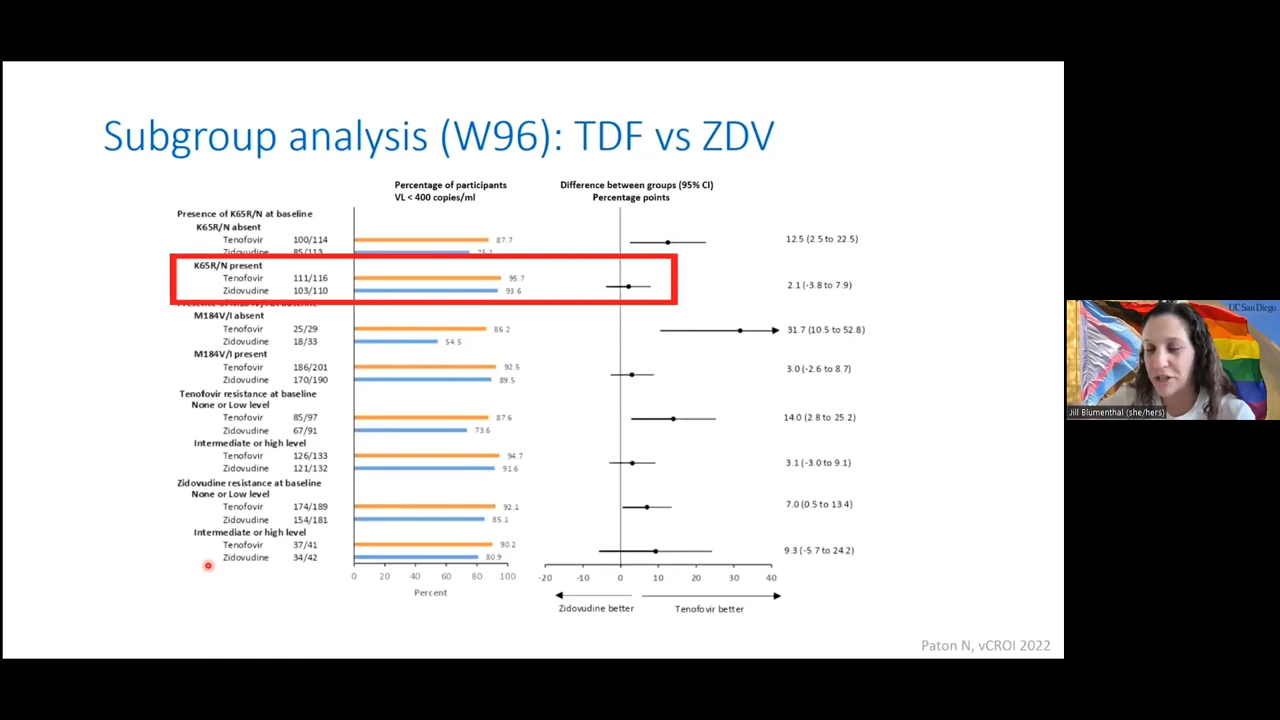 Subgroup analysis (W96): TDF vs ZDV
Percentage of participants
VL < 400 copies/ml
Difference between groups (95% CI)
Percentage points
Presence of K65R/N at baseline
K65R/N absent
Tenofovir 100/114 87.7 12.5 (2.5 to 22.5)
Zidovudine 85/113 75.2
K65R/N present
Tenofovir 111/116 95.7 2.1 (-3.8 to 7.9)
Zidovudine 103/110 93.6
Presence of M184V/I at baseline
M184V/I absent
Tenofovir 25/29 86.2 31.7 (10.5 to 52.8)
Zidovudine 18/33 54.5
M184V/I present
Tenofovir 186/201 92.5 3.0 (-2.6 to 8.7)
Zidovudine 170/190 89.5
Tenofovir resistance at baseline
None or Low level
Tenofovir 85/97 87.6 14.0 (2.8 to 25.2)
Zidovudine 67/91 73.6
Intermediate or high level
Tenofovir 126/133 94.7 3.1 (-3.0 to 9.1)
Zidovudine 121/132 91.6
Zidovudine resistance at baseline
None or Low level
Tenofovir 174/189 92.1 7.0 (0.5 to 13.4)
Zidovudine 154/181 85.1
Intermediate or high level
Tenofovir 37/41 90.2 9.3 (-5.7 to 24.2)
Zidovudine 34/42 80.9
0 20 40 60 80 100
Percent
-20 -10 0 10 20 30 40
Zidovudine better
Tenofovir better
Paton N, vCROI 2022
UC San Diego
Jill Blumenthal (she/hers)